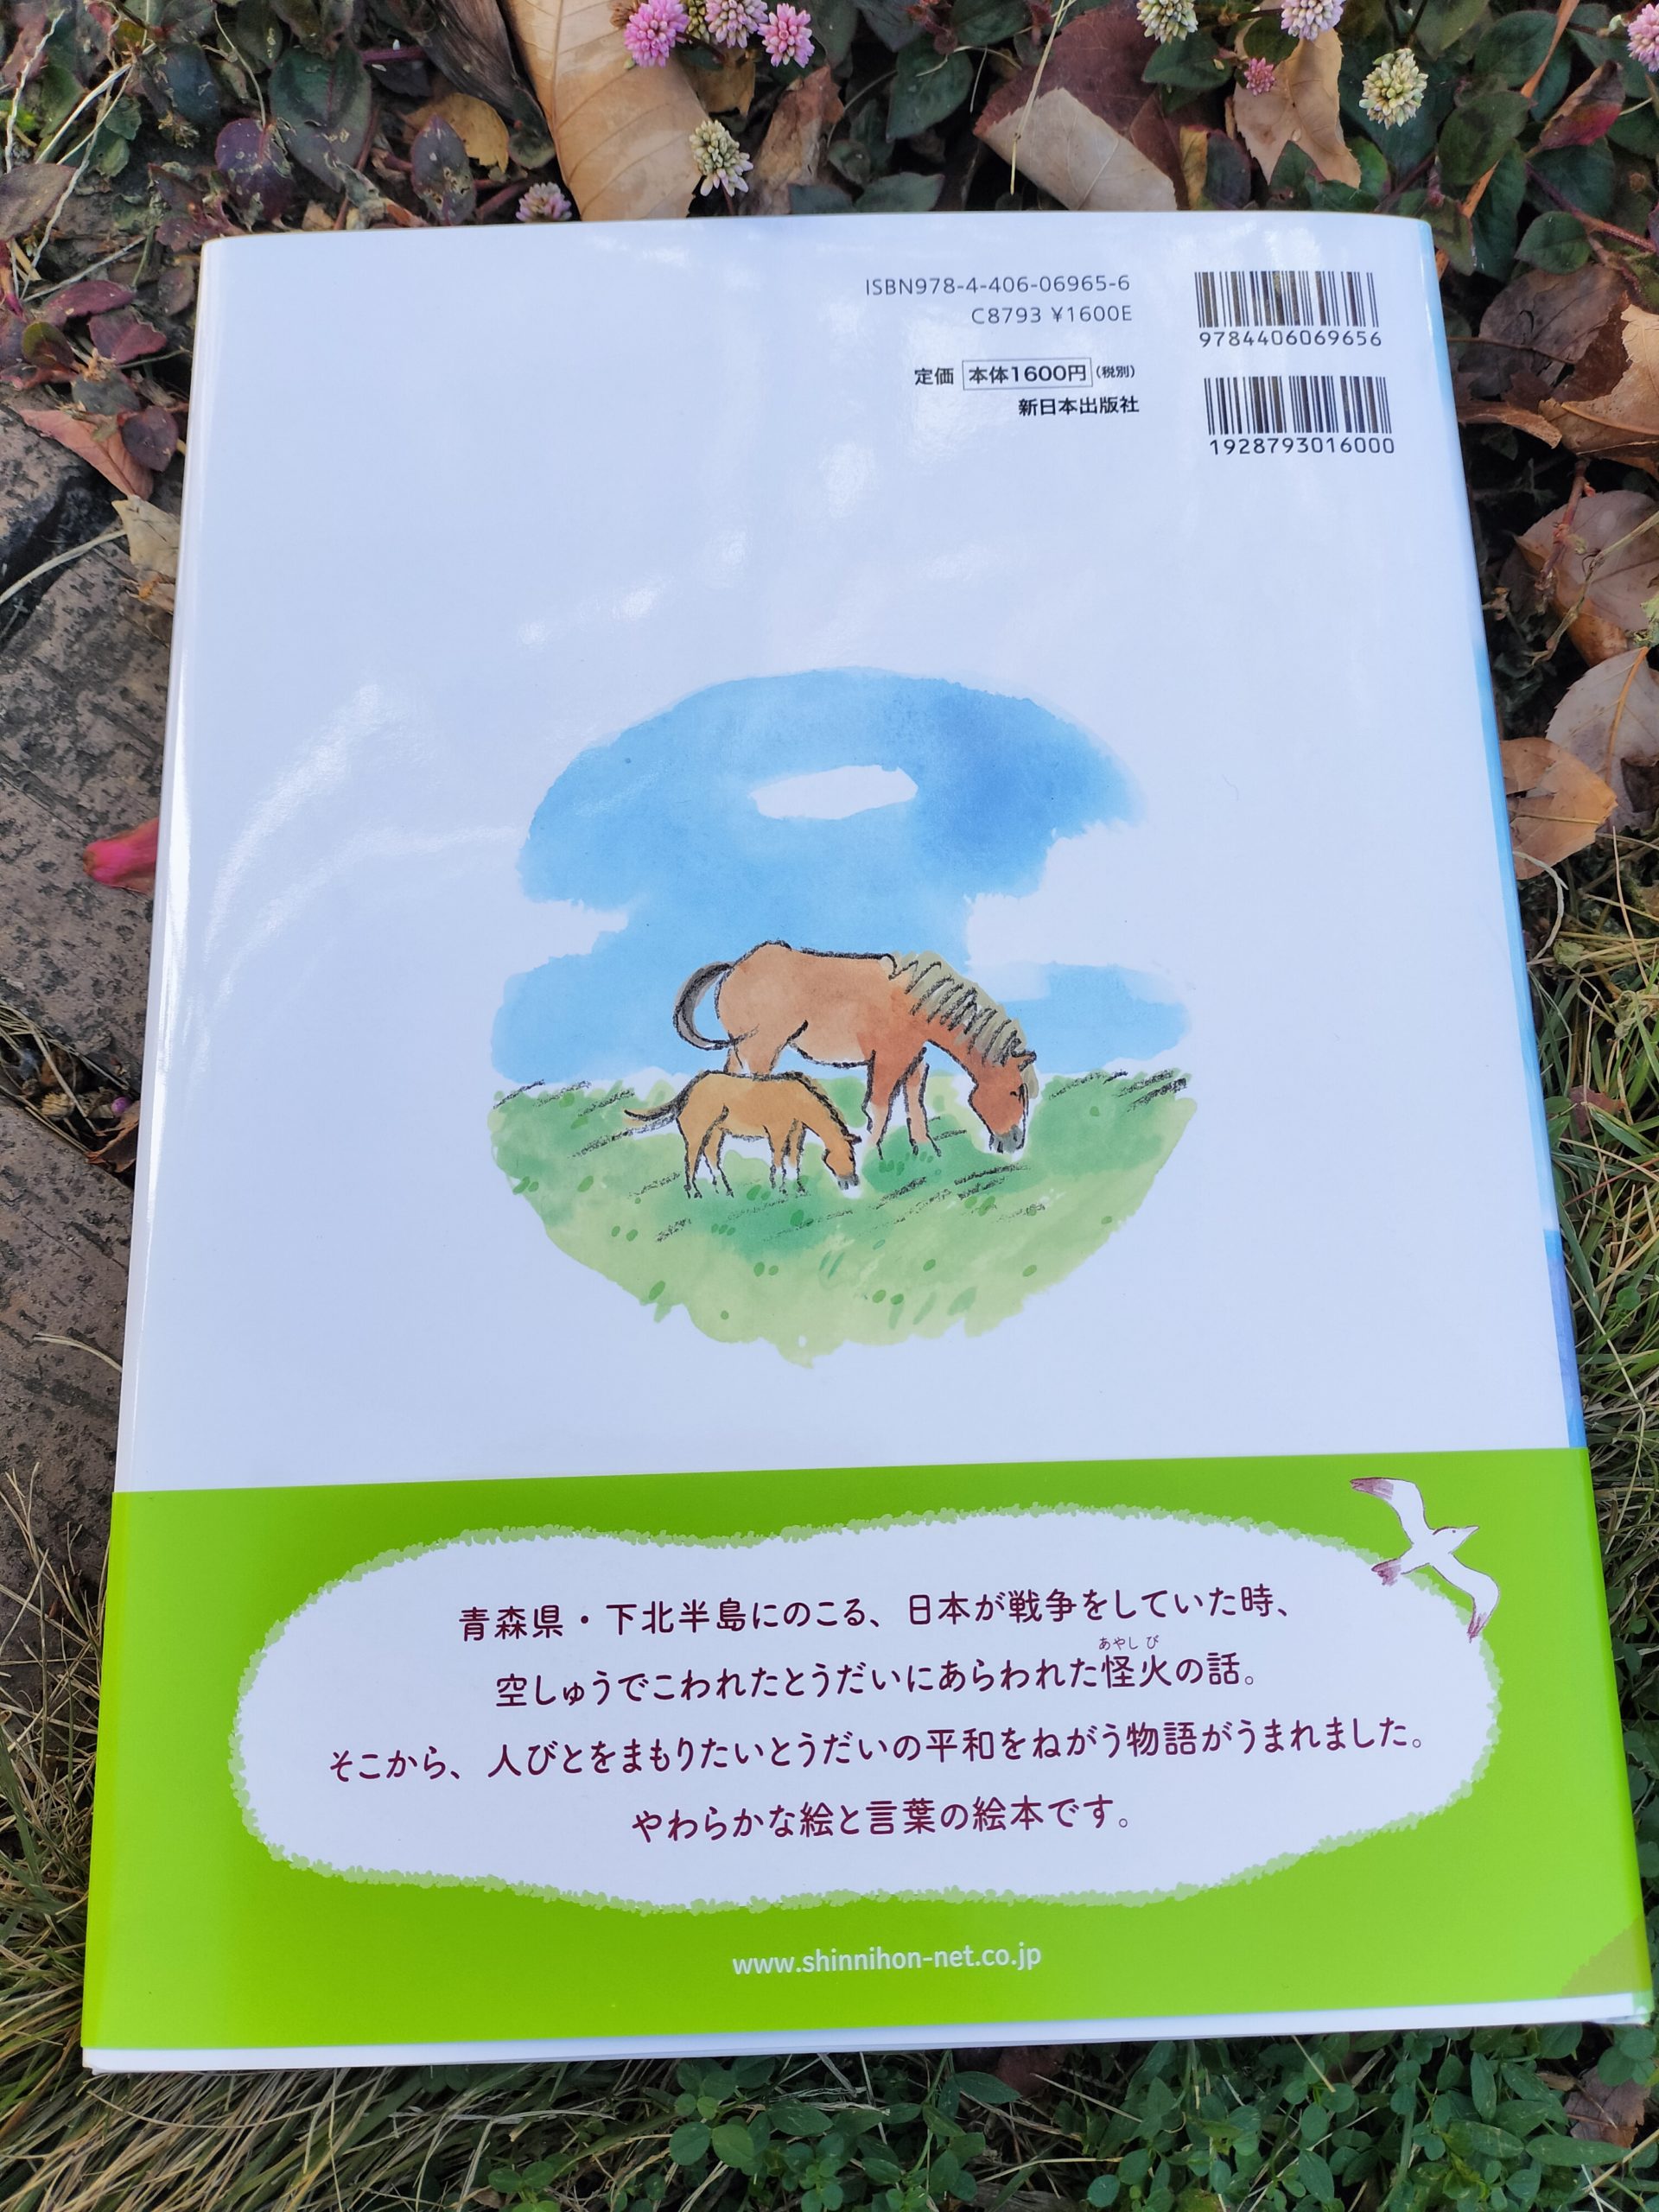 ISBN978-4-406-06965-6
C8793 ¥1600E
定価 本体1600円(税別)
新日本出版社
9784406069656
1928793016000
青森県・下北半島にのこる、日本が戦争をしていた時、
あやし び
空しゅうでこわれたとうだいにあらわれた怪火の話。
そこから、人びとをまもりたいとうだいの平和をねがう物語がうまれました。
やわらかな絵と言葉の絵本です。
www.shinnihon-net.co.jp